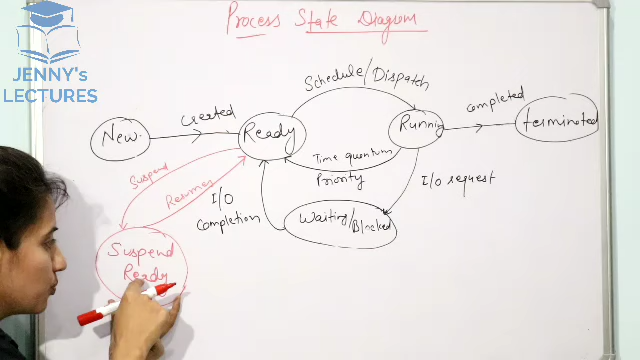 JENNY's
LECTURES
Process State Diagram
New.
created
Ready
Schedule/Dispatch
Running
completed
terminated
Time quantum
Priority
I/O request
Waiting/Blocked
I/O
Completion
Suspend
Resume
Suspend
Ready